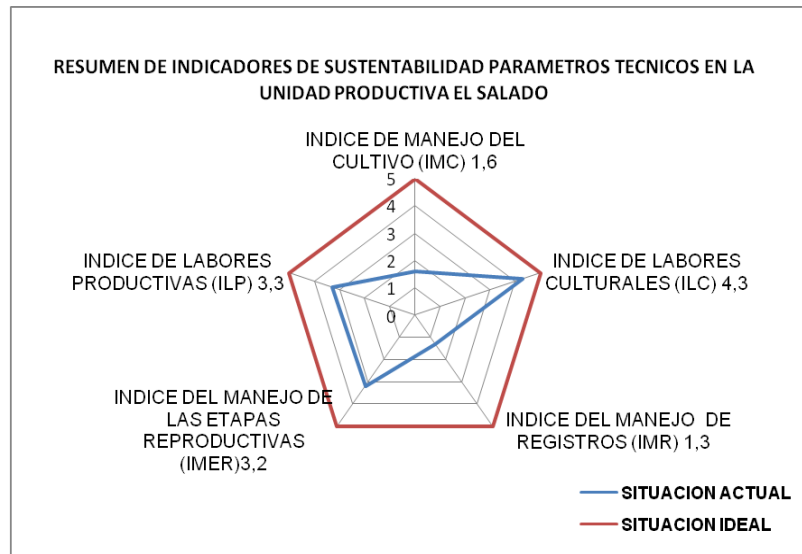 RESUMEN DE INDICADORES DE SUSTENTABILIDAD PARAMETROS TECNICOS EN LA
UNIDAD PRODUCTIVA EL SALADO
INDICE DE MANEJO DEL
CULTIVO (IMC) 1,6
5
4
3
2
1
0
INDICE DE LABORES
CULTURALES (ILC) 4,3
INDICE DEL MANEJO DE
REGISTROS (IMR) 1,3
INDICE DEL MANEJO DE
LAS ETAPAS
REPRODUCTIVAS
(IMER)3,2
INDICE DE LABORES
PRODUCTIVAS (ILP) 3,3
SITUACION ACTUAL
SITUACION IDEAL